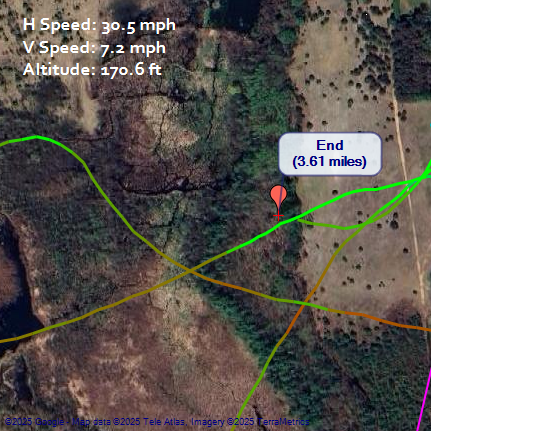 H Speed: 30.5 mph
V Speed: 7.2 mph
Altitude: 170.6 ft
End
(3.61 miles)
©2025 Google - Map data ©2025 Tele Atlas, Imagery ©2025 TerraMetrics